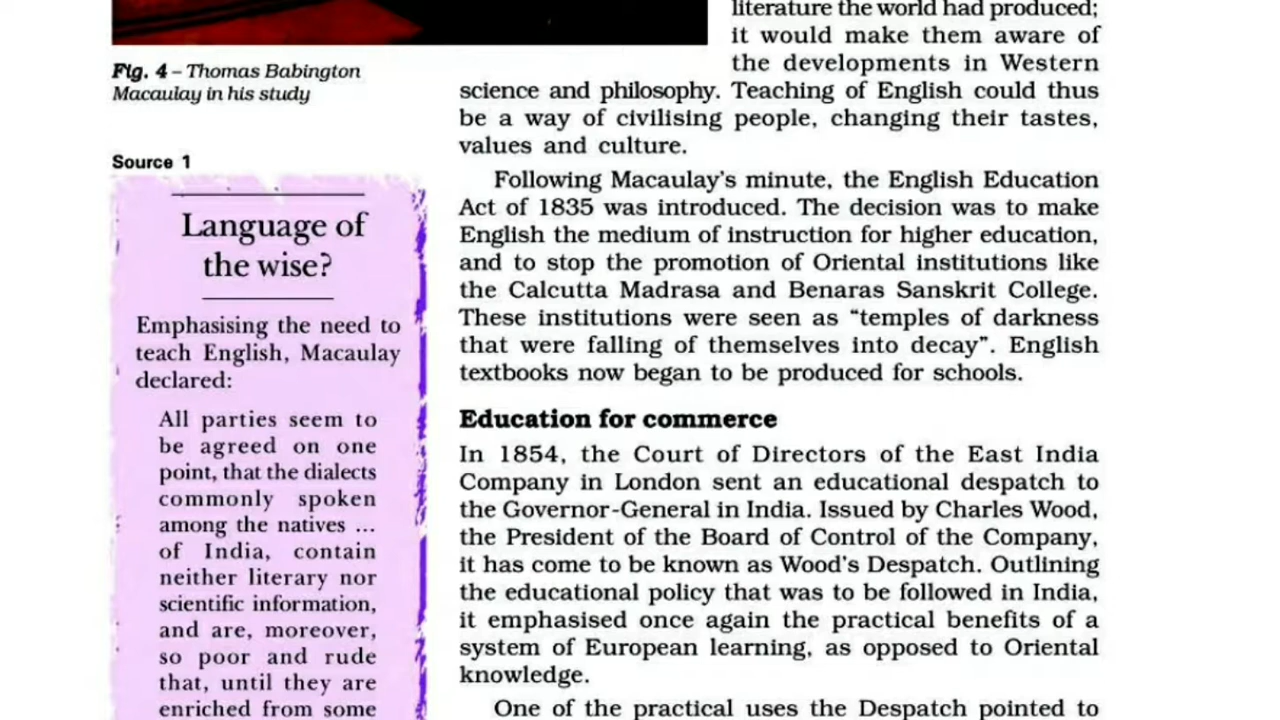 literature the world had produced;
it would make them aware of
the developments in Western
science and philosophy. Teaching of English could thus
be a way of civilising people, changing their tastes,
values and culture.
Following Macaulay's minute, the English Education
Act of 1835 was introduced. The decision was to make
English the medium of instruction for higher education,
and to stop the promotion of Oriental institutions like
the Calcutta Madrasa and Benaras Sanskrit College.
These institutions were seen as “temples of darkness
that were falling of themselves into decay”. English
textbooks now began to be produced for schools.
Education for commerce
In 1854, the Court of Directors of the East India
Company in London sent an educational despatch to
the Governor-General in India. Issued by Charles Wood,
the President of the Board of Control of the Company,
it has come to be known as Wood's Despatch. Outlining
the educational policy that was to be followed in India,
it emphasised once again the practical benefits of a
system of European learning, as opposed to Oriental
knowledge.
One of the practical uses the Despatch pointed to
Fig. 4 – Thomas Babington
Macaulay in his study
Source 1
Language of
the wise?
Emphasising the need to
teach English, Macaulay
declared:
All parties seem to
be agreed on one
point, that the dialects
commonly spoken
among the natives ...
of India, contain
neither literary nor
scientific information,
and are, moreover,
so poor and rude
that, until they are
enriched from some